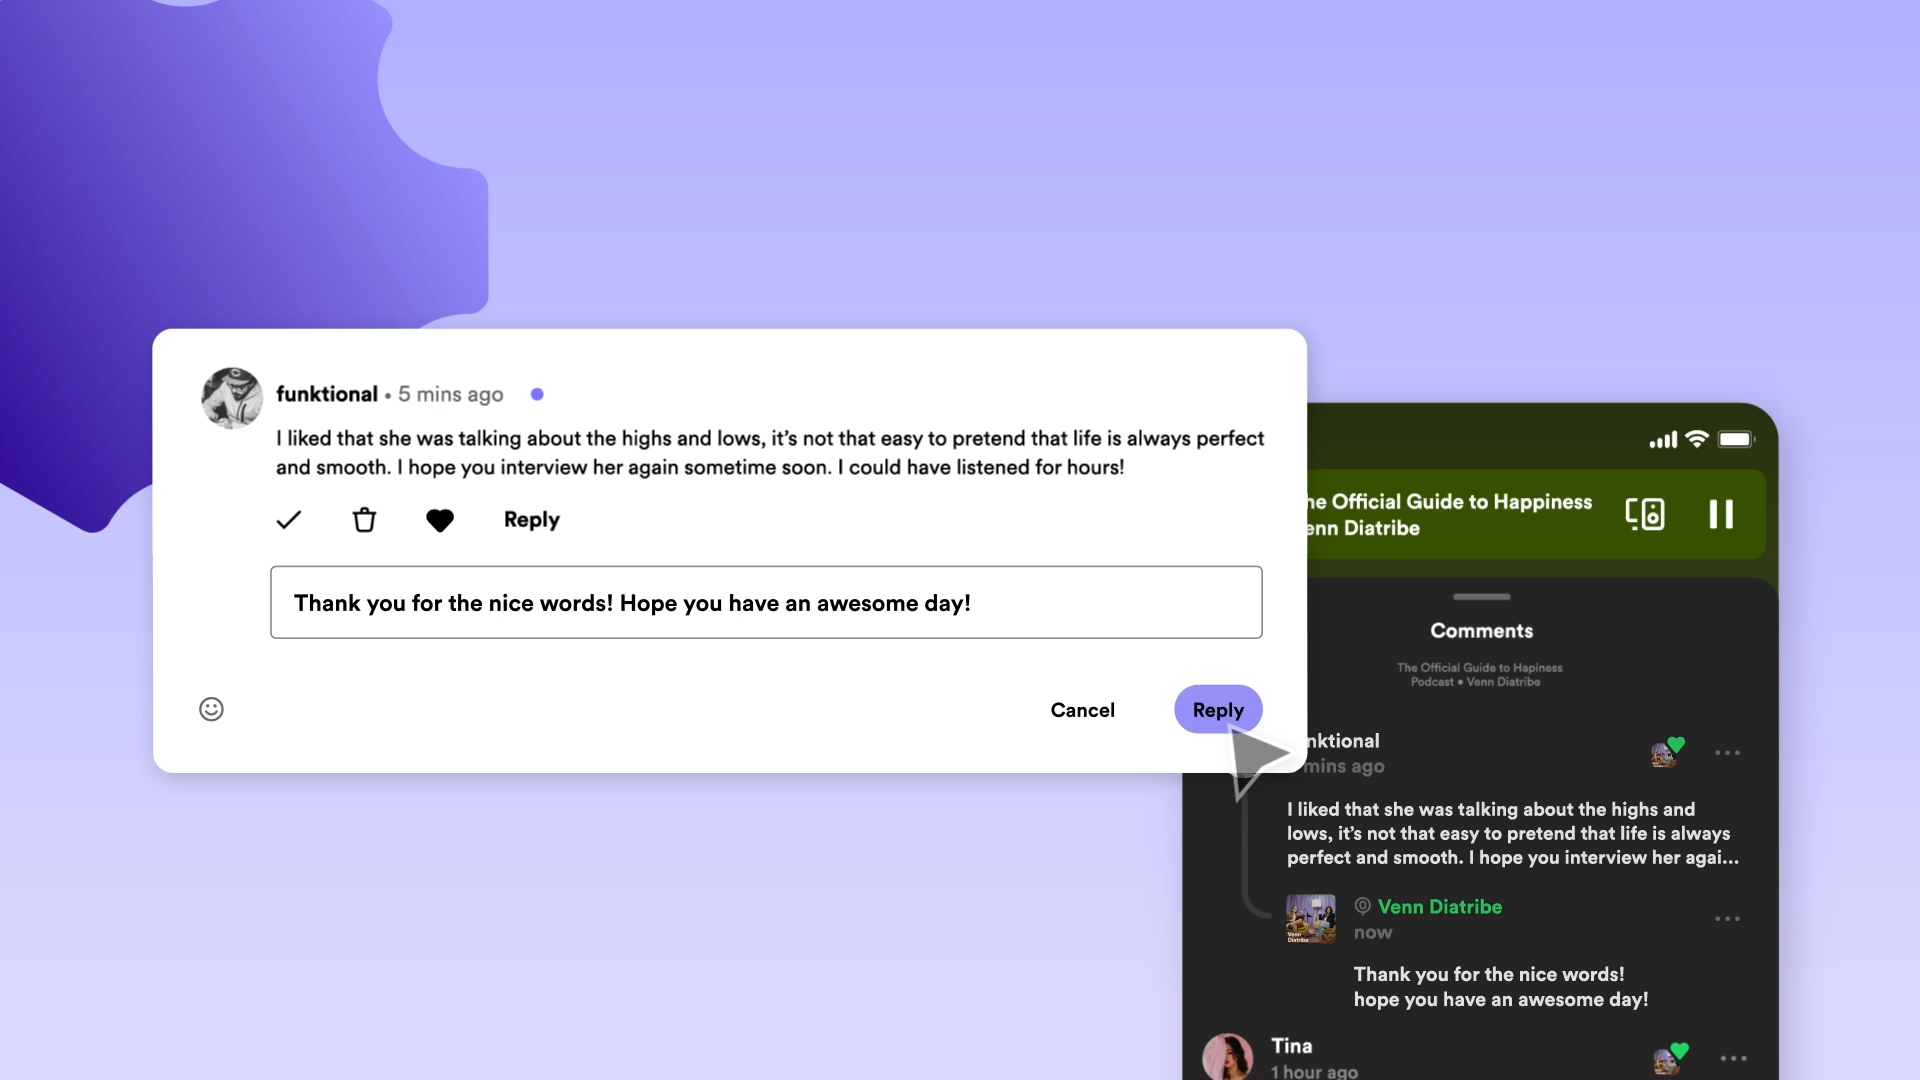 funktional • 5 mins ago
I liked that she was talking about the highs and lows, it’s not that easy to pretend that life is always perfect
and smooth. I hope you interview her again sometime soon. I could have listened for hours!
Reply
Thank you for the nice words! Hope you have an awesome day!
Cancel
Reply
he Official Guide to Happiness
enn Diatribe
Comments
The Official Guide to Hapiness
Podcast • Venn Diatribe
nktional
mins ago
I liked that she was talking about the highs and
lows, it’s not that easy to pretend that life is always
perfect and smooth. I hope you interview her agai...
Venn Diatribe
Venn Diatribe
now
Thank you for the nice words!
hope you have an awesome day!
Tina
1 hour ago